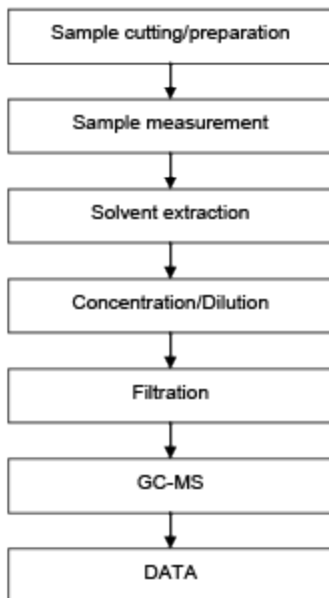 Sample cutting/preparation
Sample measurement
Solvent extraction
Concentration/Dilution
Filtration
GC-MS
DATA